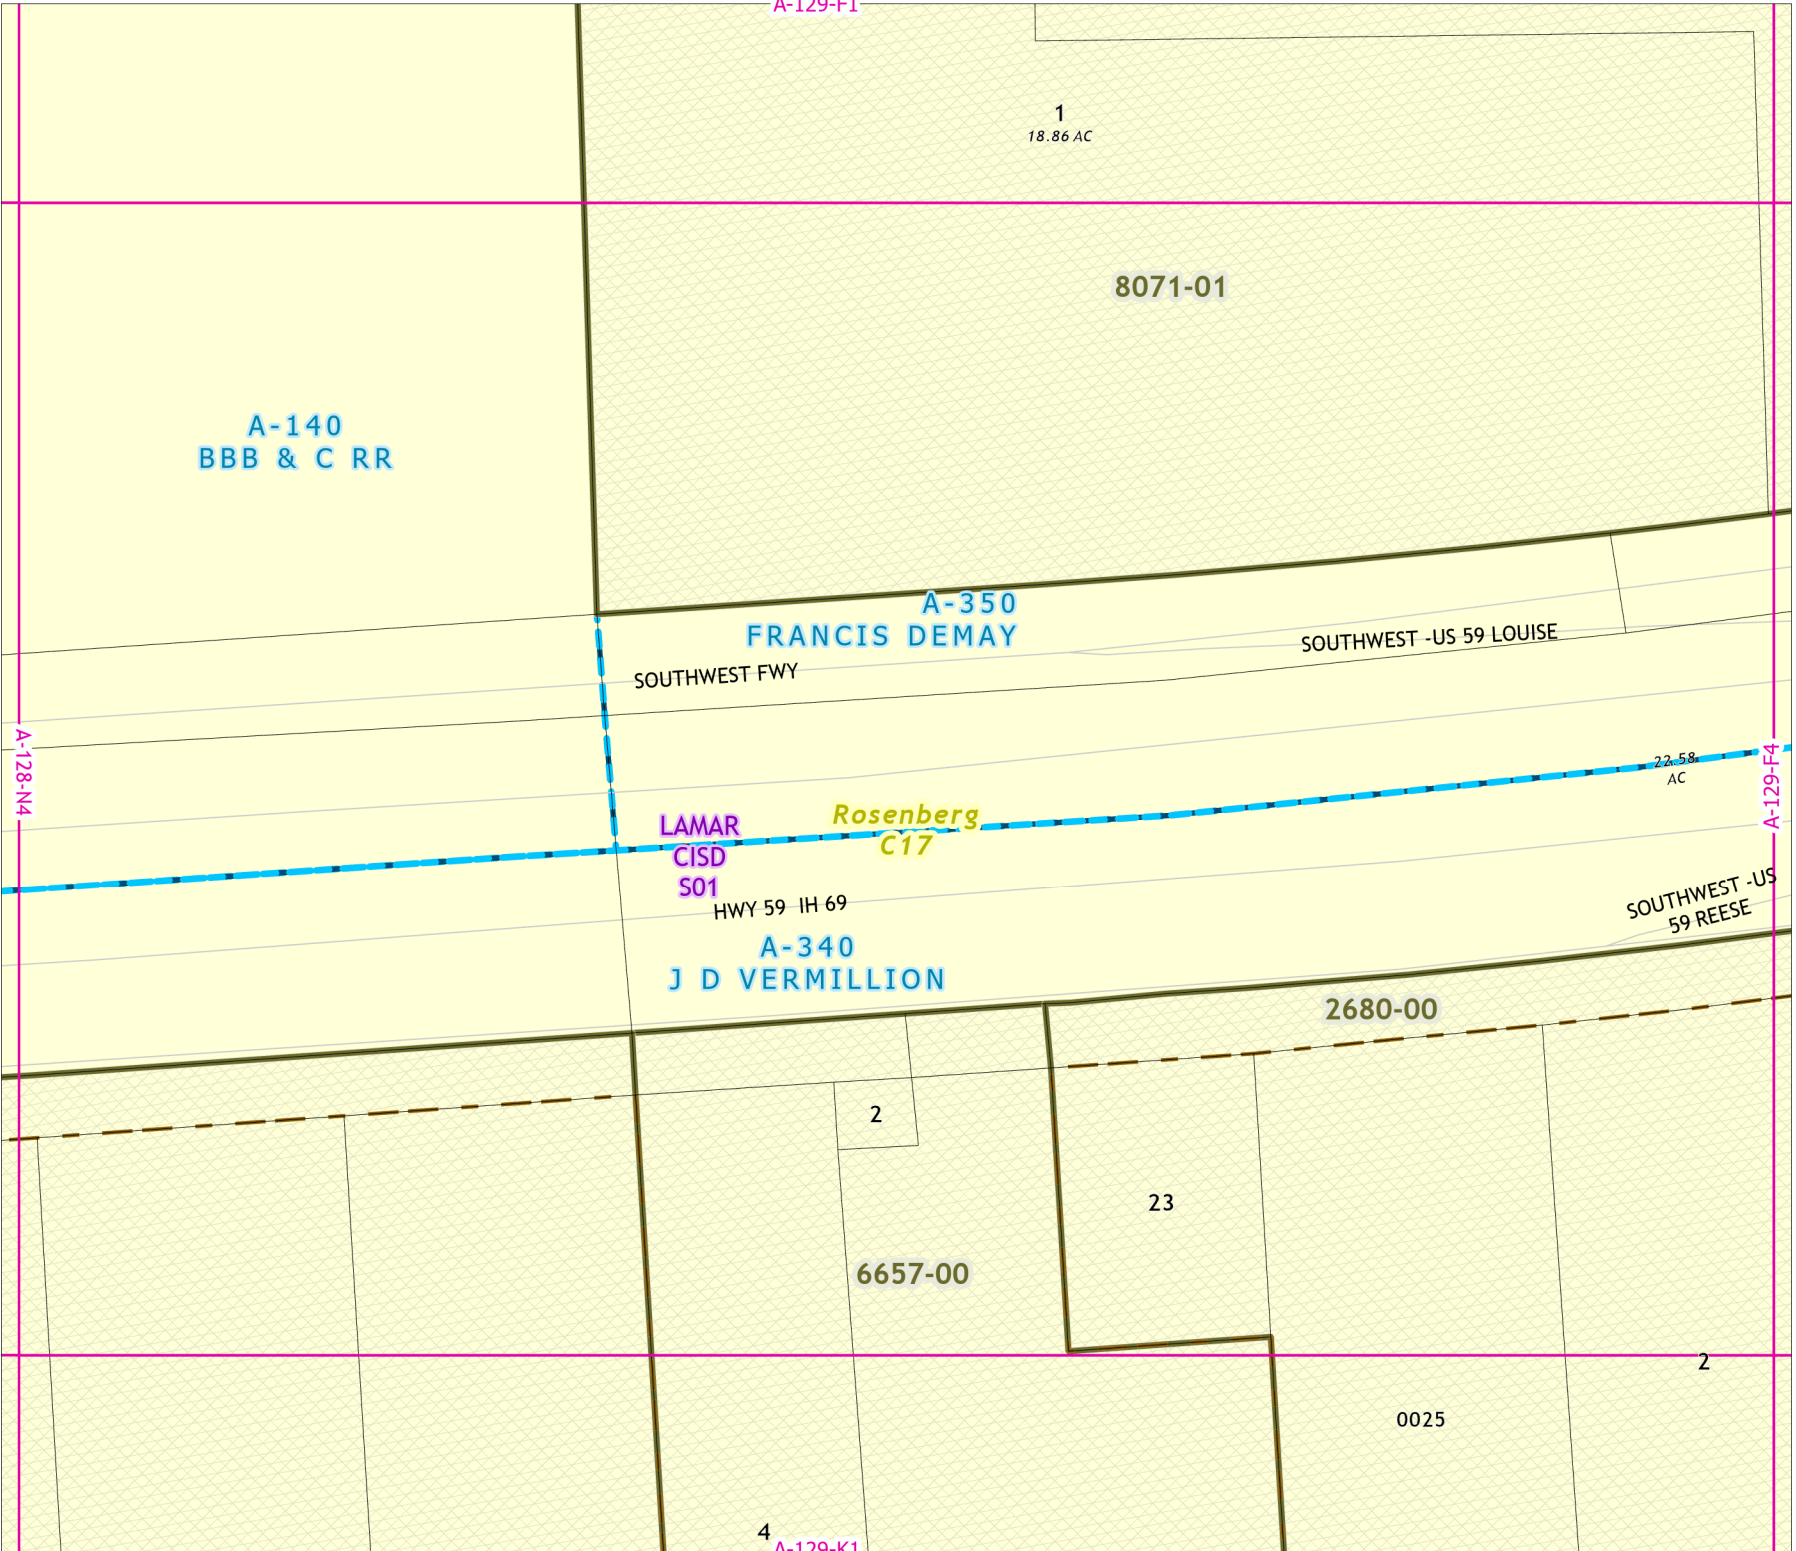 A-129-F1
1
18.86 AC
8071-01
A-140
BBB & C RR
A-350
FRANCIS DEMAY
SOUTHWEST -US 59 LOUISE
SOUTHWEST FWY
A-128-N4
A-129-F4
22.58
AC
Rosenberg
C17
LAMAR
CISD
S01
HWY 59 IH 69
SOUTHWEST -US
59 REESE
A-340
J D VERMILLION
2680-00
2
23
6657-00
2
0025
4
A-129-K1